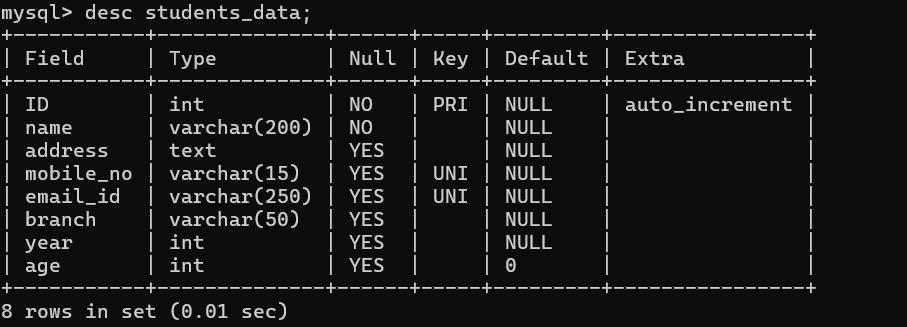 mysql> desc students_data;
+------------+--------------+------+-----+---------+----------------+
| Field      | Type         | Null | Key | Default | Extra          |
+------------+--------------+------+-----+---------+----------------+
| ID         | int          | NO   | PRI | NULL    | auto_increment |
| name       | varchar(200) | NO   |     | NULL    |                |
| address    | text         | YES  |     | NULL    |                |
| mobile_no  | varchar(15)  | YES  | UNI | NULL    |                |
| email_id   | varchar(250) | YES  | UNI | NULL    |                |
| branch     | varchar(50)  | YES  |     | NULL    |                |
| year       | int          | YES  |     | NULL    |                |
| age        | int          | YES  |     | 0       |                |
+------------+--------------+------+-----+---------+----------------+
8 rows in set (0.01 sec)